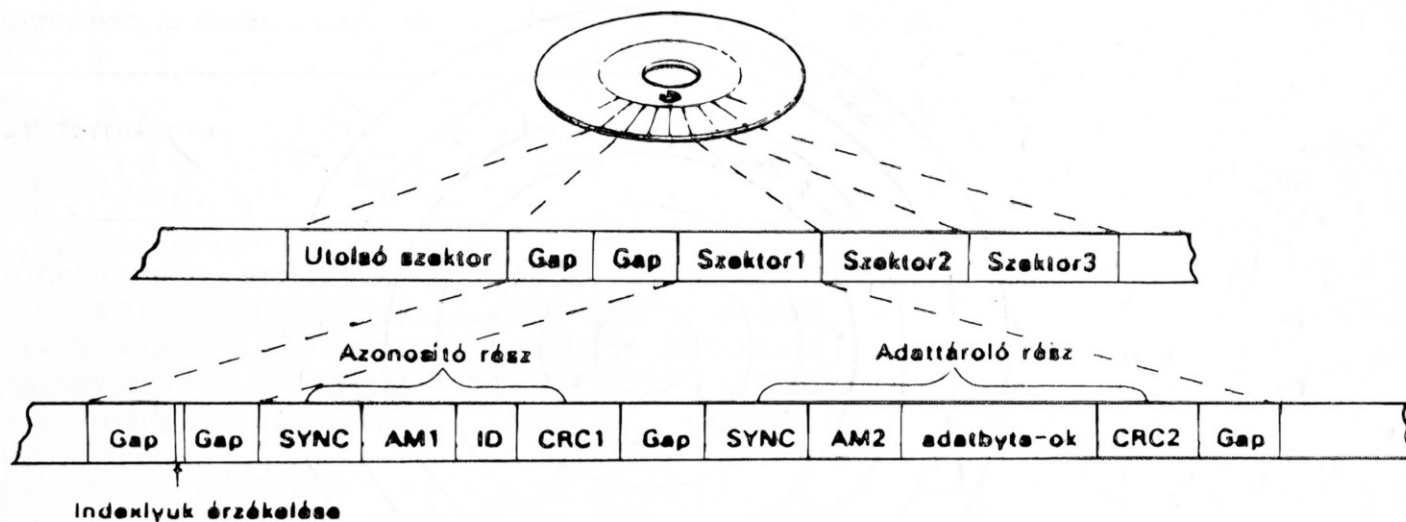 Utolsó szektor Gap Gap Szektor1 Szektor2 Szektor3
Azonosító rész Adattároló rész
Gap Gap SYNC AM1 ID CRC1 Gap SYNC AM2 adatbyte-ok CRC2 Gap
Indexlyuk érzékelése